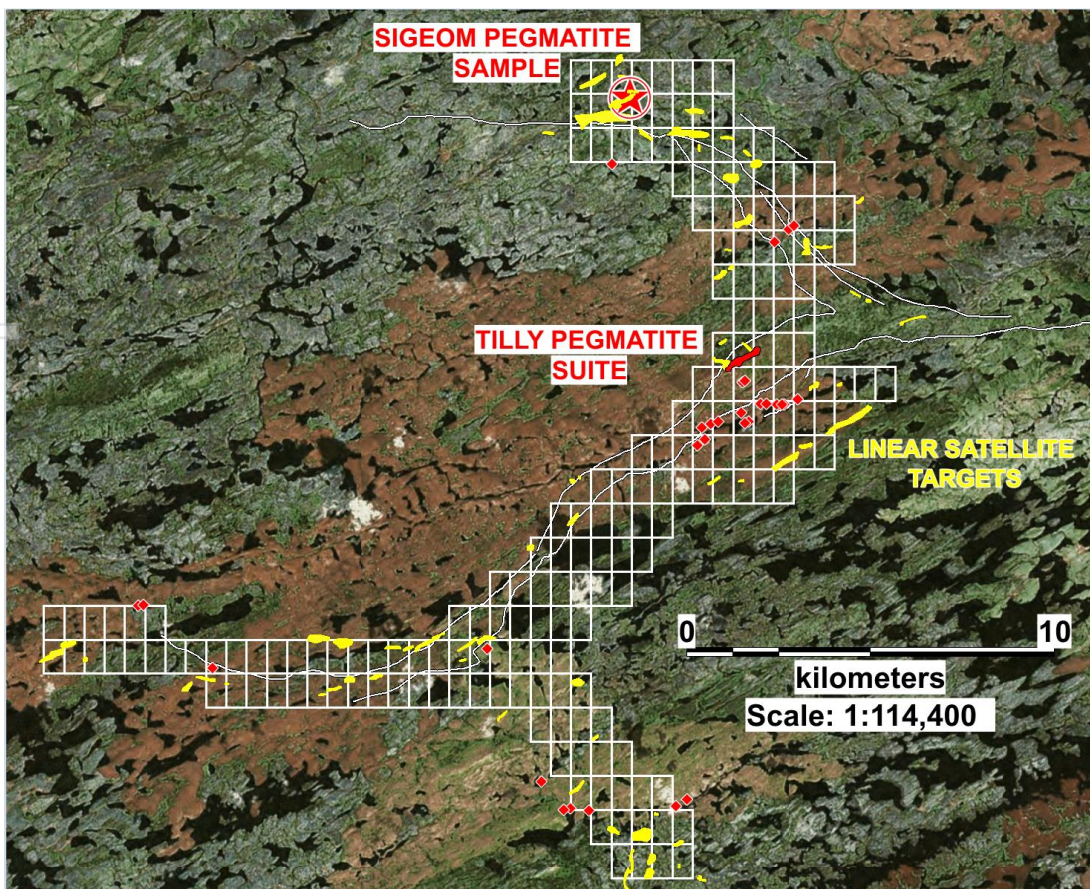 SIGEOM PEGMATITE
SAMPLE
TILLY PEGMATITE
SUITE
LINEAR SATELLITE
TARGETS
0 10
kilometers
Scale: 1:114,400